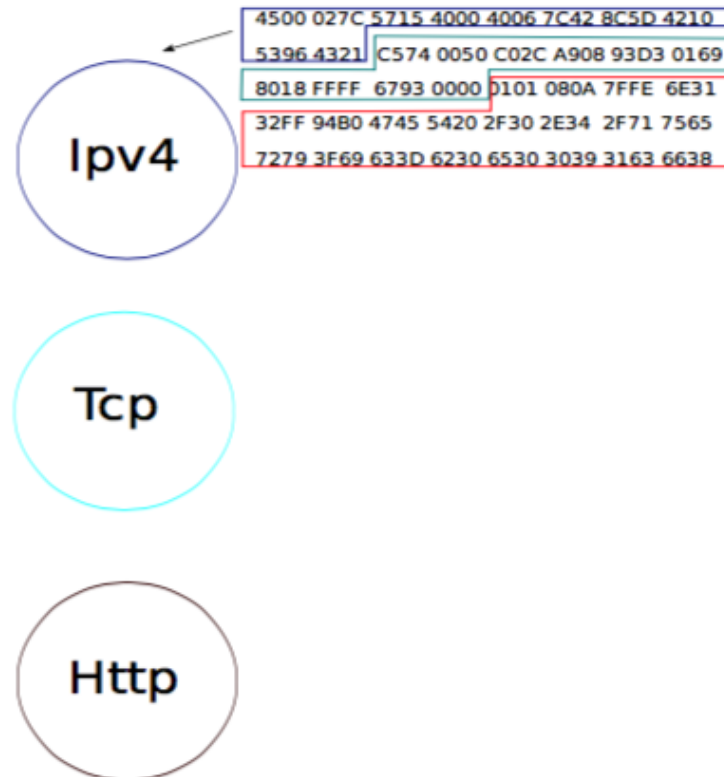 4500 027C 5715 4000 4006 7C42 8C5D 4210
5396 4321 C574 0050 C02C A908 93D3 0169
8018 FFFF 6793 0000 0101 080A 7FFE 6E31
32FF 94B0 4745 5420 2F30 2E34 2F71 7565
7279 3F69 633D 6230 6530 3039 3163 6638
Ipv4
Tcp
Http